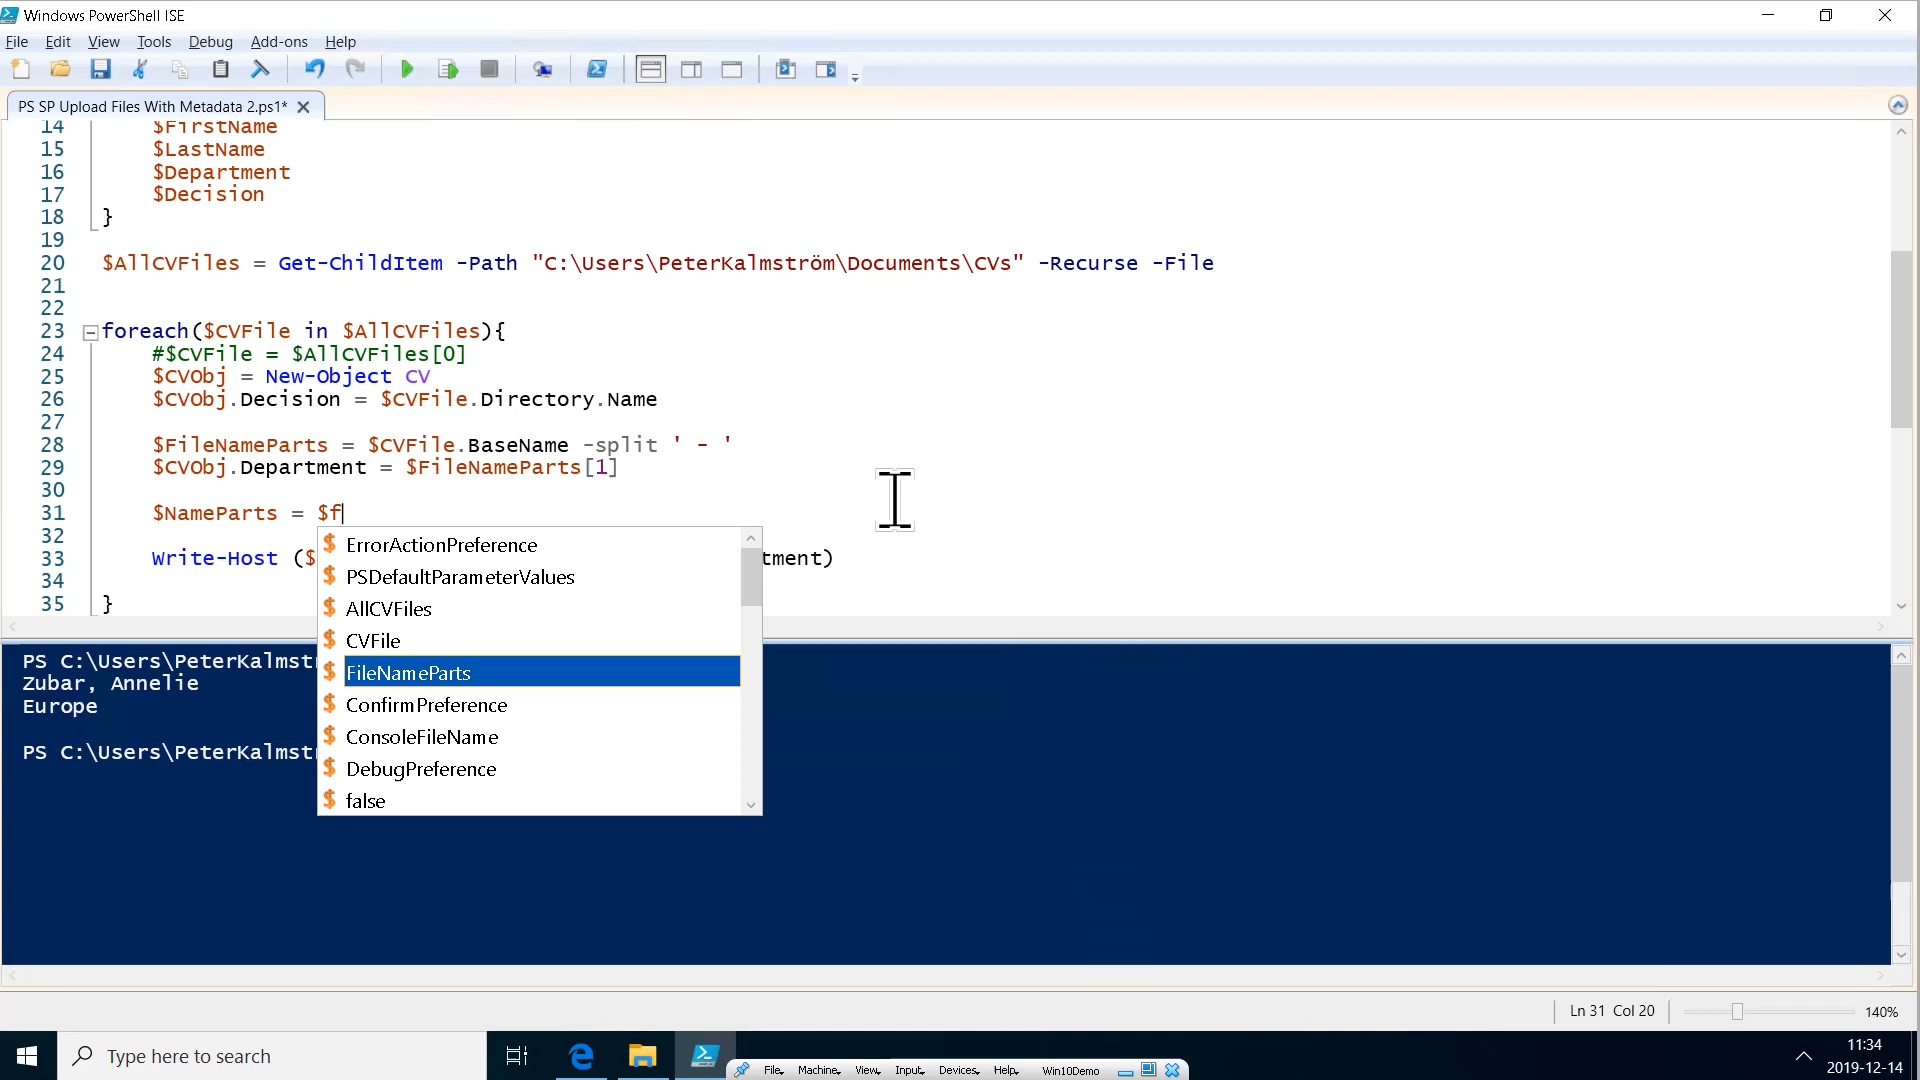 Windows PowerShell ISE
File Edit View Tools Debug Add-ons Help
PS SP Upload Files With Metadata 2.ps1*
14 $FirstName
15 $LastName
16 $Department
17 $Decision
18 }
19
20 $AllCVFiles = Get-ChildItem -Path "C:\Users\PeterKalmström\Documents\CVs" -Recurse -File
21
22
23 foreach($CVFile in $AllCVFiles){
24 #$CVFile = $AllCVFiles[0]
25 $CVObj = New-Object CV
26 $CVObj.Decision = $CVFile.Directory.Name
27
28 $FileNameParts = $CVFile.BaseName -split ' - '
29 $CVObj.Department = $FileNameParts[1]
30
31 $NameParts = $f
32
33 Write-Host ($ tment)
34
35 }
ErrorActionPreference
PSDefaultParameterValues
AllCVFiles
CVFile
FileNameParts
ConfirmPreference
ConsoleFileName
DebugPreference
false
PS C:\Users\PeterKalmstr
Zubar, Annelie
Europe
PS C:\Users\PeterKalmstr
Ln 31 Col 20
140%
Type here to search
File Machine View Input Devices Help Win10Demo
11:34
2019-12-14